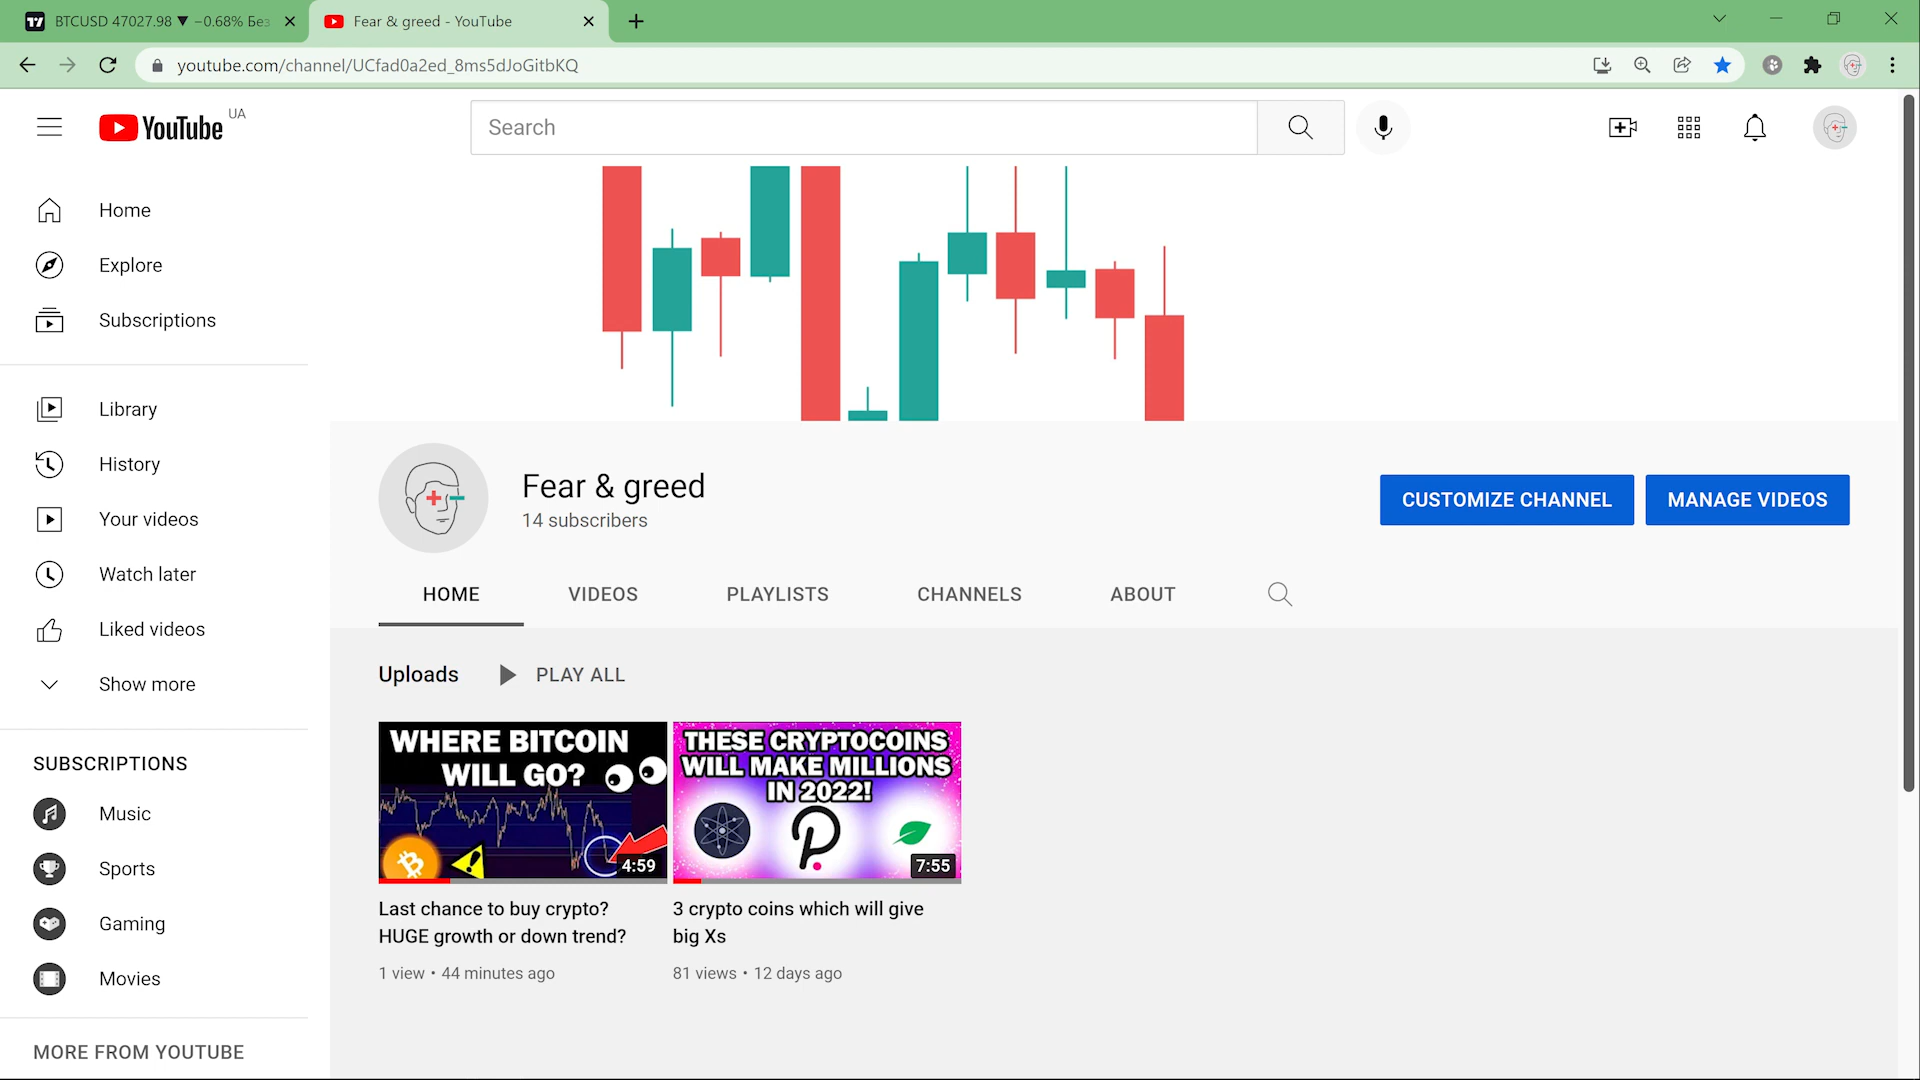 BTCUSD 47027.98 ▼ −0.68% Без
Fear & greed - YouTube
youtube.com/channel/UCfad0a2ed_8ms5dJoGitbKQ
YouTube UA
Search
Home
Explore
Subscriptions
Library
History
Your videos
Watch later
Liked videos
Show more
SUBSCRIPTIONS
Music
Sports
Gaming
Movies
MORE FROM YOUTUBE
Fear & greed
14 subscribers
CUSTOMIZE CHANNEL
MANAGE VIDEOS
HOME
VIDEOS
PLAYLISTS
CHANNELS
ABOUT
Uploads
PLAY ALL
WHERE BITCOIN
WILL GO?
4:59
Last chance to buy crypto?
HUGE growth or down trend?
1 view • 44 minutes ago
THESE CRYPTOCOINS
WILL MAKE MILLIONS
IN 2022!
7:55
3 crypto coins which will give
big Xs
81 views • 12 days ago